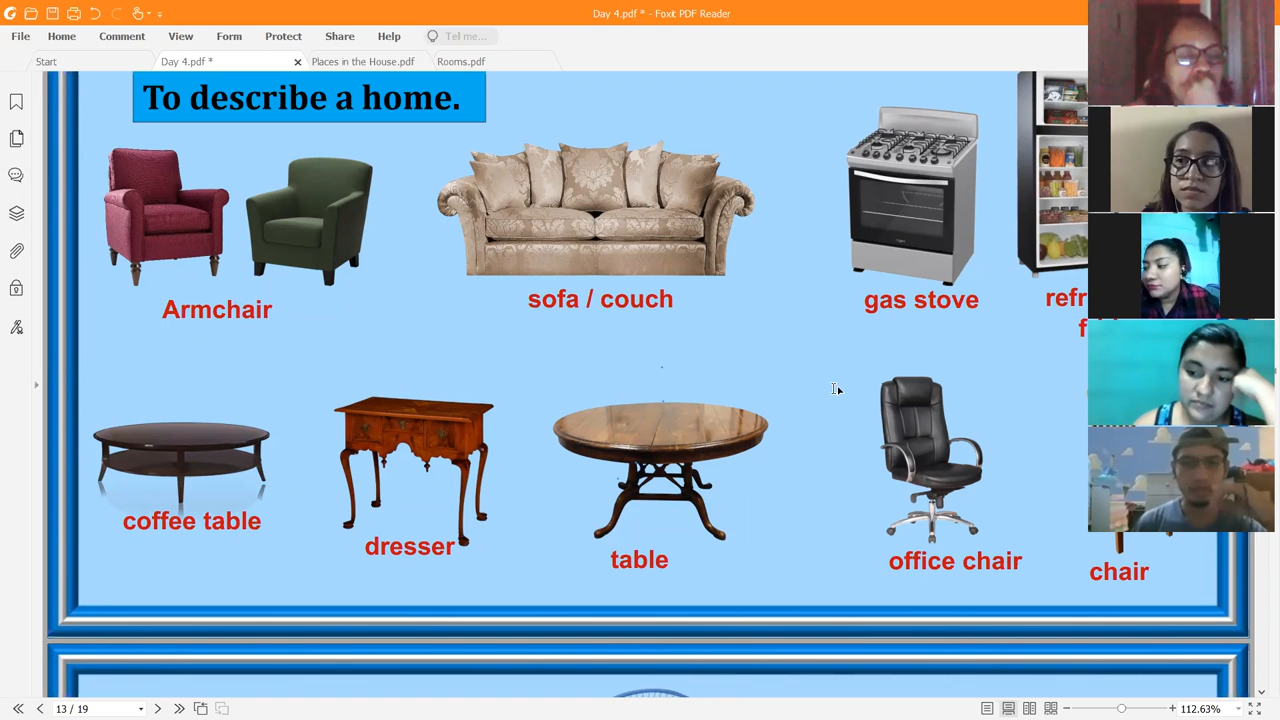 Day 4.pdf * - Foxit PDF Reader
File Home Comment View Form Protect Share Help Tell me...
Start Day 4.pdf * Places in the House.pdf Rooms.pdf
To describe a home.
Armchair
sofa / couch
gas stove
coffee table
dresser
table
office chair
chair
13 / 19
112.63%